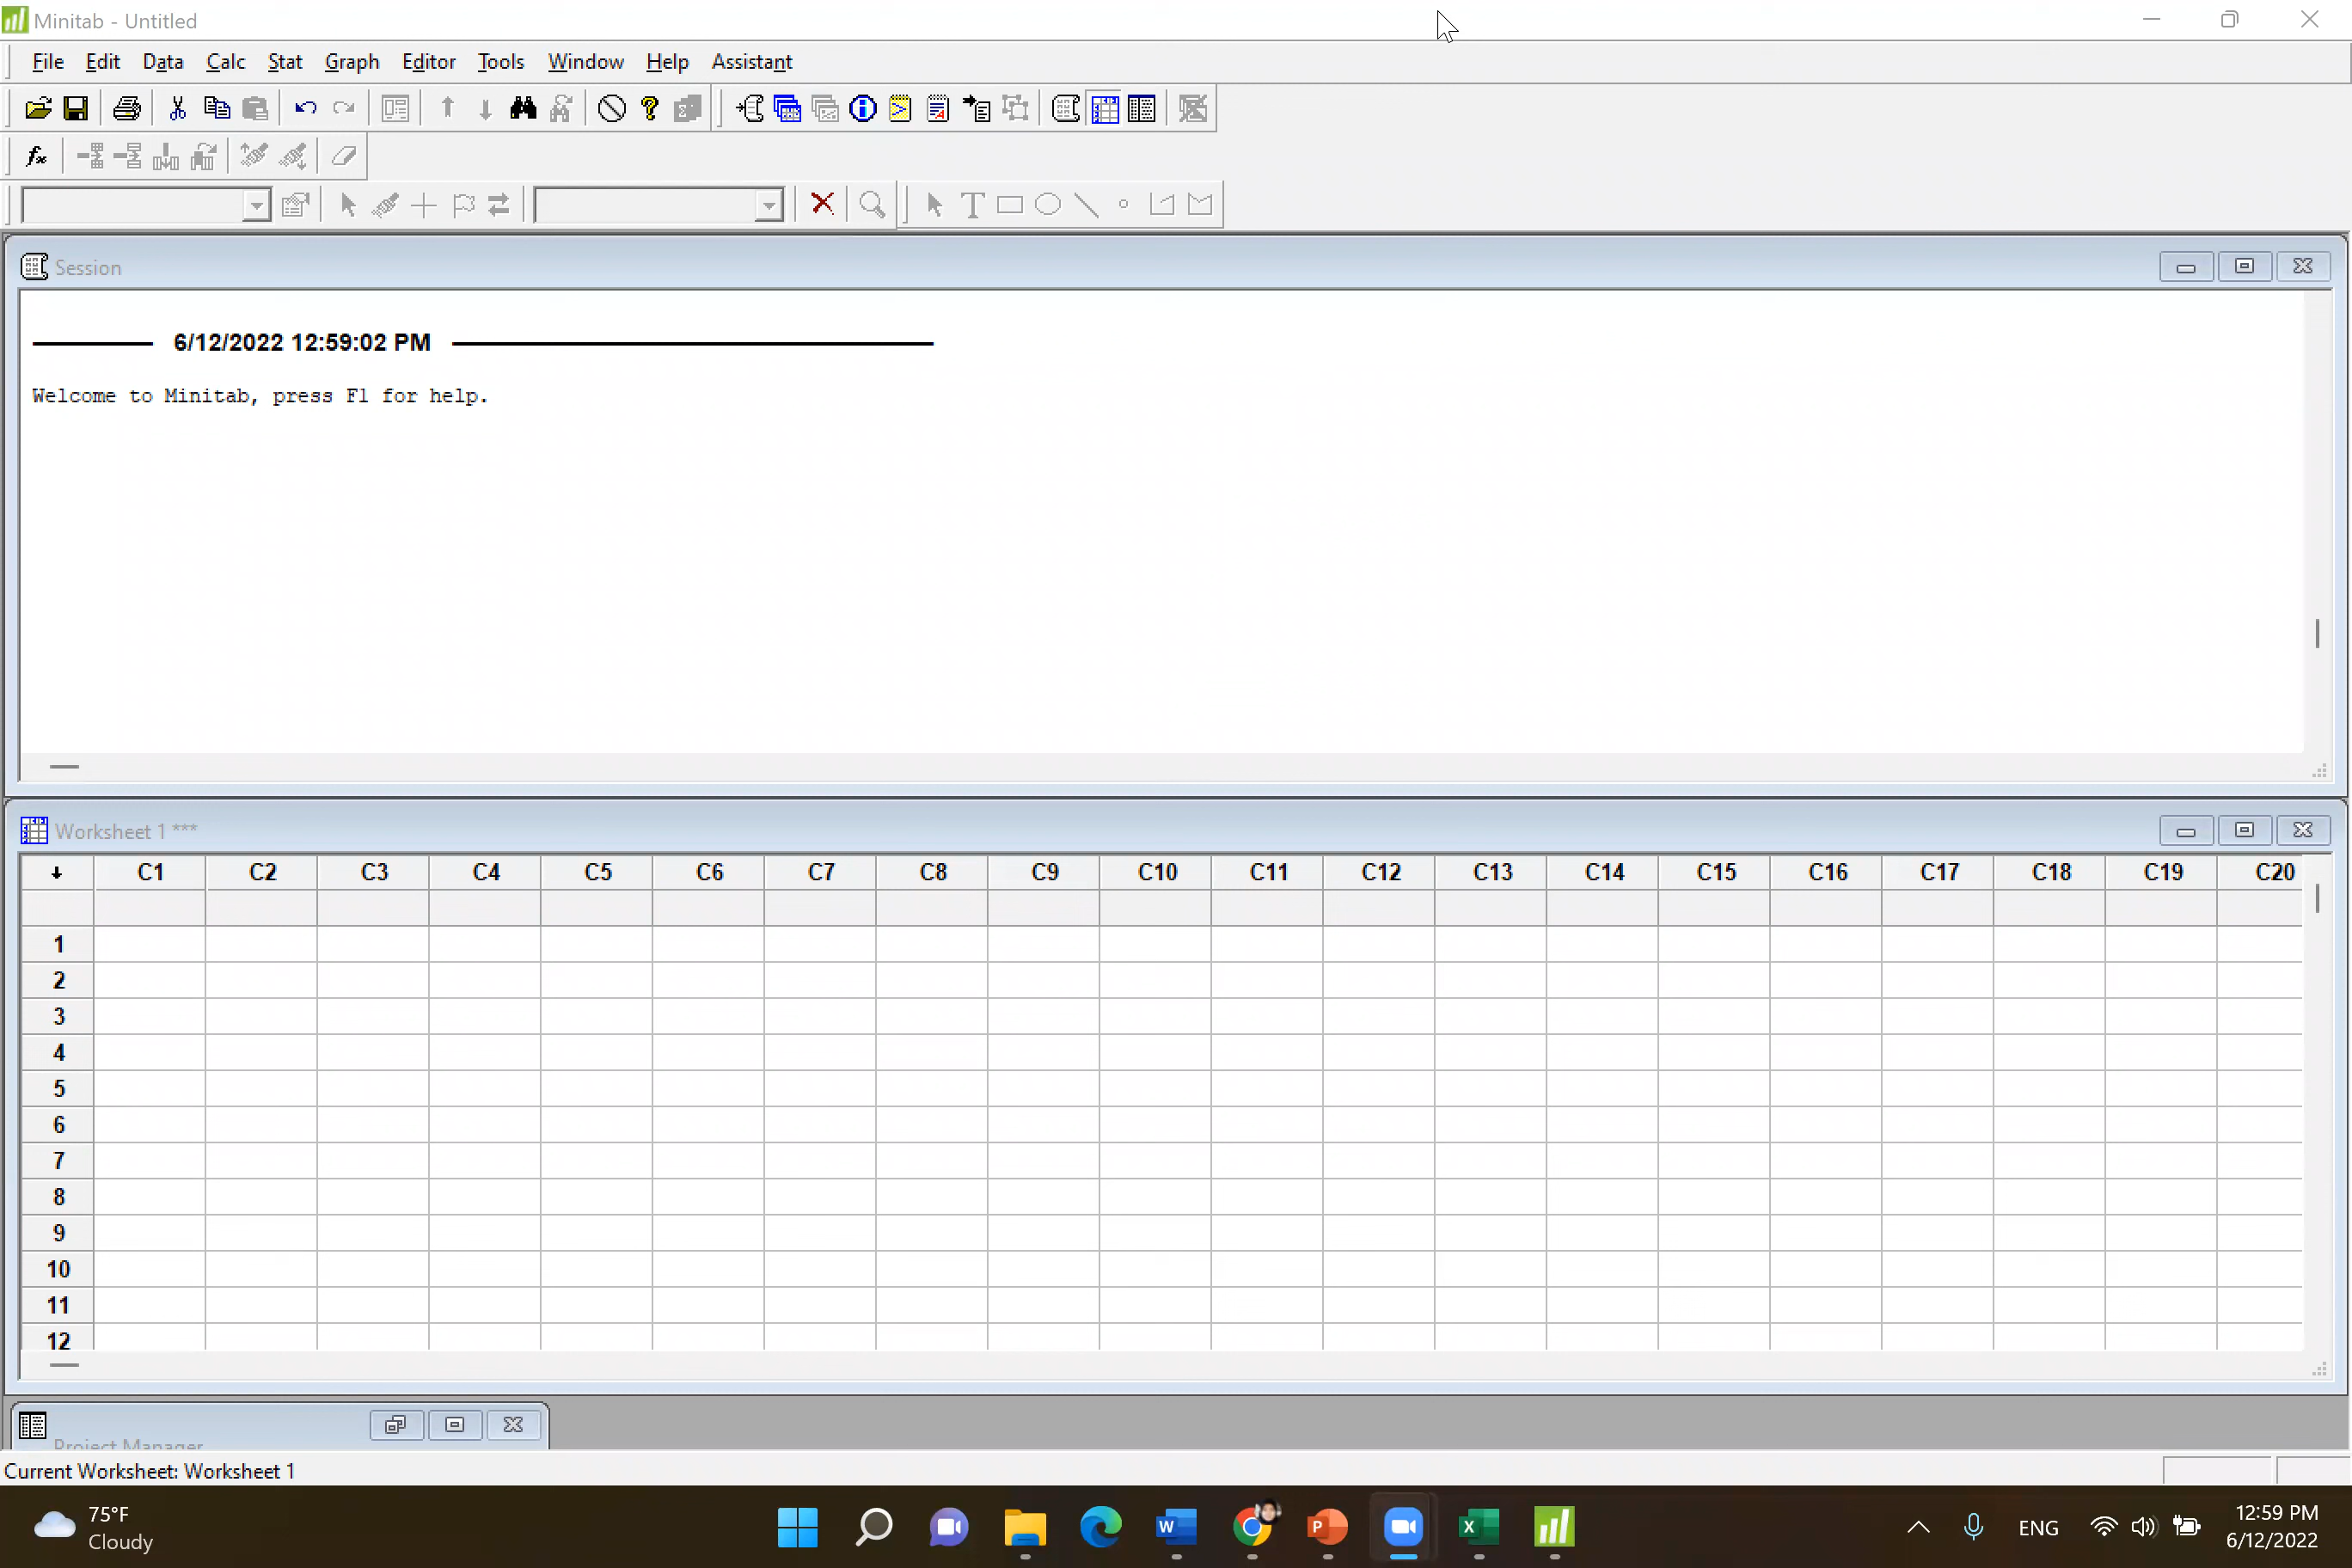 Minitab - Untitled
File Edit Data Calc Stat Graph Editor Tools Window Help Assistant
Session
6/12/2022 12:59:02 PM
Welcome to Minitab, press F1 for help.
Worksheet 1 ***
C1 C2 C3 C4 C5 C6 C7 C8 C9 C10 C11 C12 C13 C14 C15 C16 C17 C18 C19 C20
1
2
3
4
5
6
7
8
9
10
11
12
Project Manager
Current Worksheet: Worksheet 1
75°F
Cloudy
ENG
12:59 PM
6/12/2022